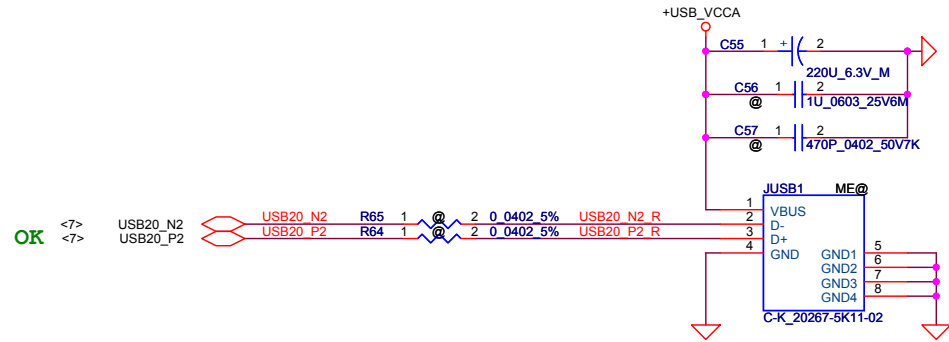 +USB_VCCA
C55 1 + 2
220U_6.3V_M
C56 1 2
@ 1U_0603_25V6M
C57 1 2
@ 470P_0402_50V7K
JUSB1 ME@
1 VBUS
OK <7> USB20_N2 USB20_N2 R65 1 @ 2 0_0402_5% USB20_N2_R 2 D-
<7> USB20_P2 USB20_P2 R64 1 @ 2 0_0402_5% USB20_P2_R 3 D+
4 GND GND1 5
GND2 6
GND3 7
GND4 8
C-K_20267-5K11-02